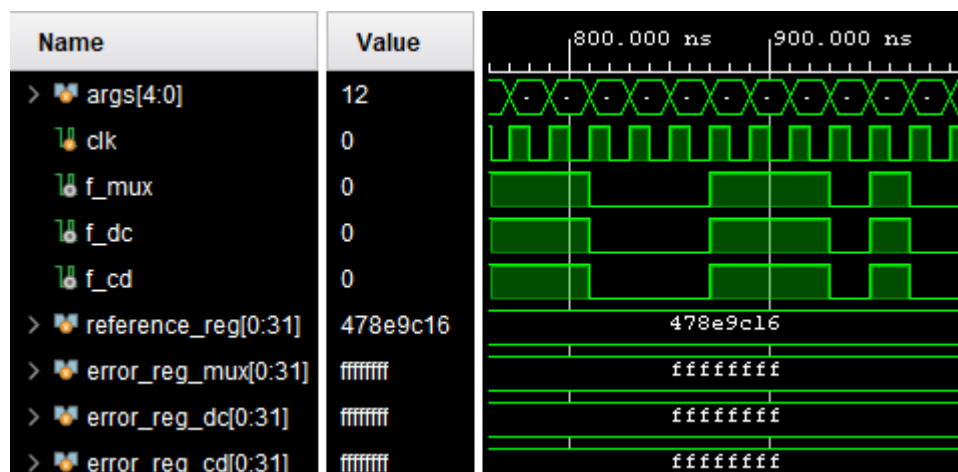 Name Value 800.000 ns 900.000 ns
args[4:0] 12
clk 0
f_mux 0
f_dc 0
f_cd 0
reference_reg[0:31] 478e9c16 478e9c16
error_reg_mux[0:31] ffffffff ffffffff
error_reg_dc[0:31] ffffffff ffffffff
error_reg_cd[0:31] ffffffff ffffffff